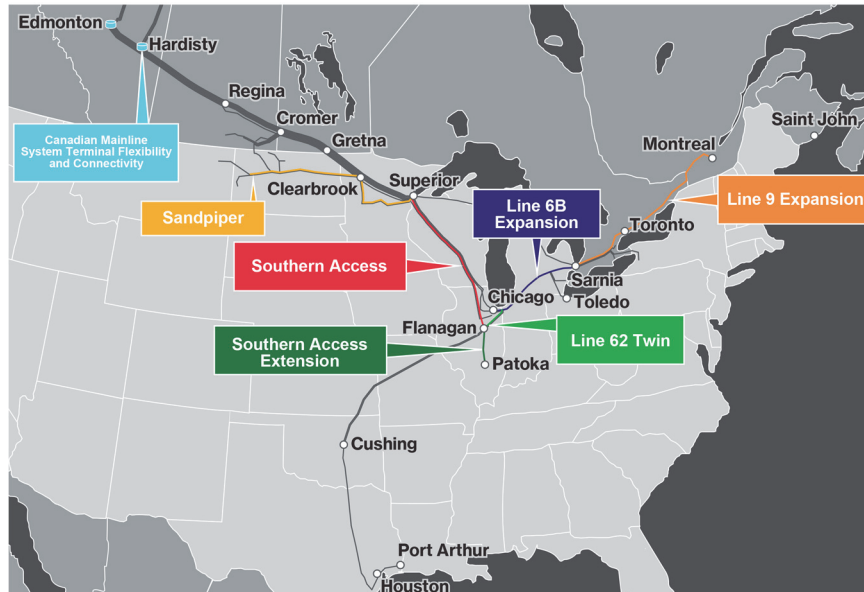 Edmonton
Hardisty
Regina
Cromer
Gretna
Canadian Mainline
System Terminal Flexibility
and Connectivity
Clearbrook
Superior
Sandpiper
Southern Access
Line 6B
Expansion
Montreal
Saint John
Line 9 Expansion
Toronto
Sarnia
Chicago
Toledo
Flanagan
Line 62 Twin
Southern Access
Extension
Patoka
Cushing
Port Arthur
Houston